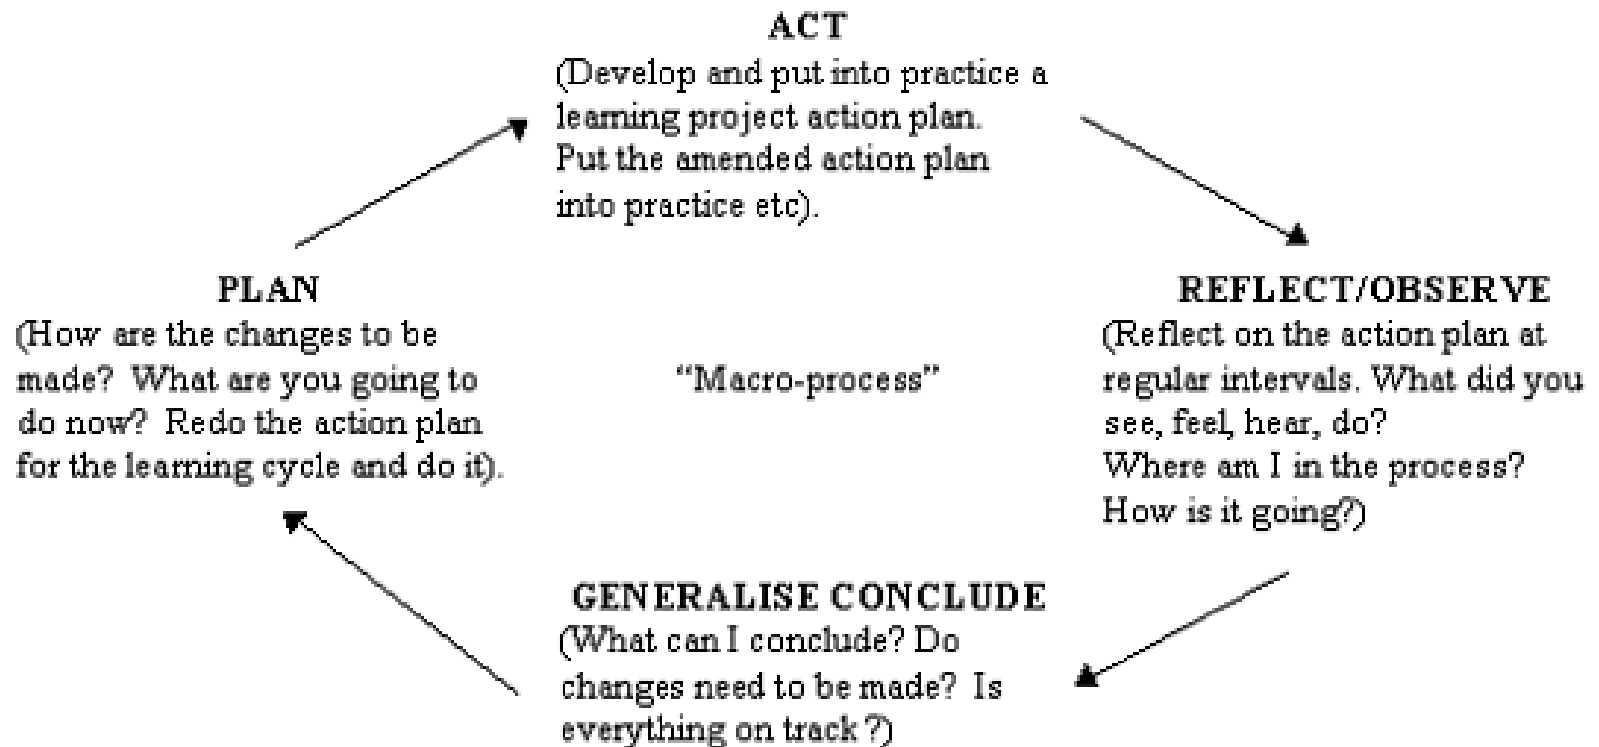 ACT
(Develop and put into practice a
learning project action plan.
Put the amended action plan
into practice etc).
PLAN
(How are the changes to be
made? What are you going to
do now? Redo the action plan
for the learning cycle and do it).
“Macro-process”
REFLECT/OBSERVE
(Reflect on the action plan at
regular intervals. What did you
see, feel, hear, do?
Where am I in the process?
How is it going?)
GENERALISE CONCLUDE
(What can I conclude? Do
changes need to be made? Is
everything on track?)